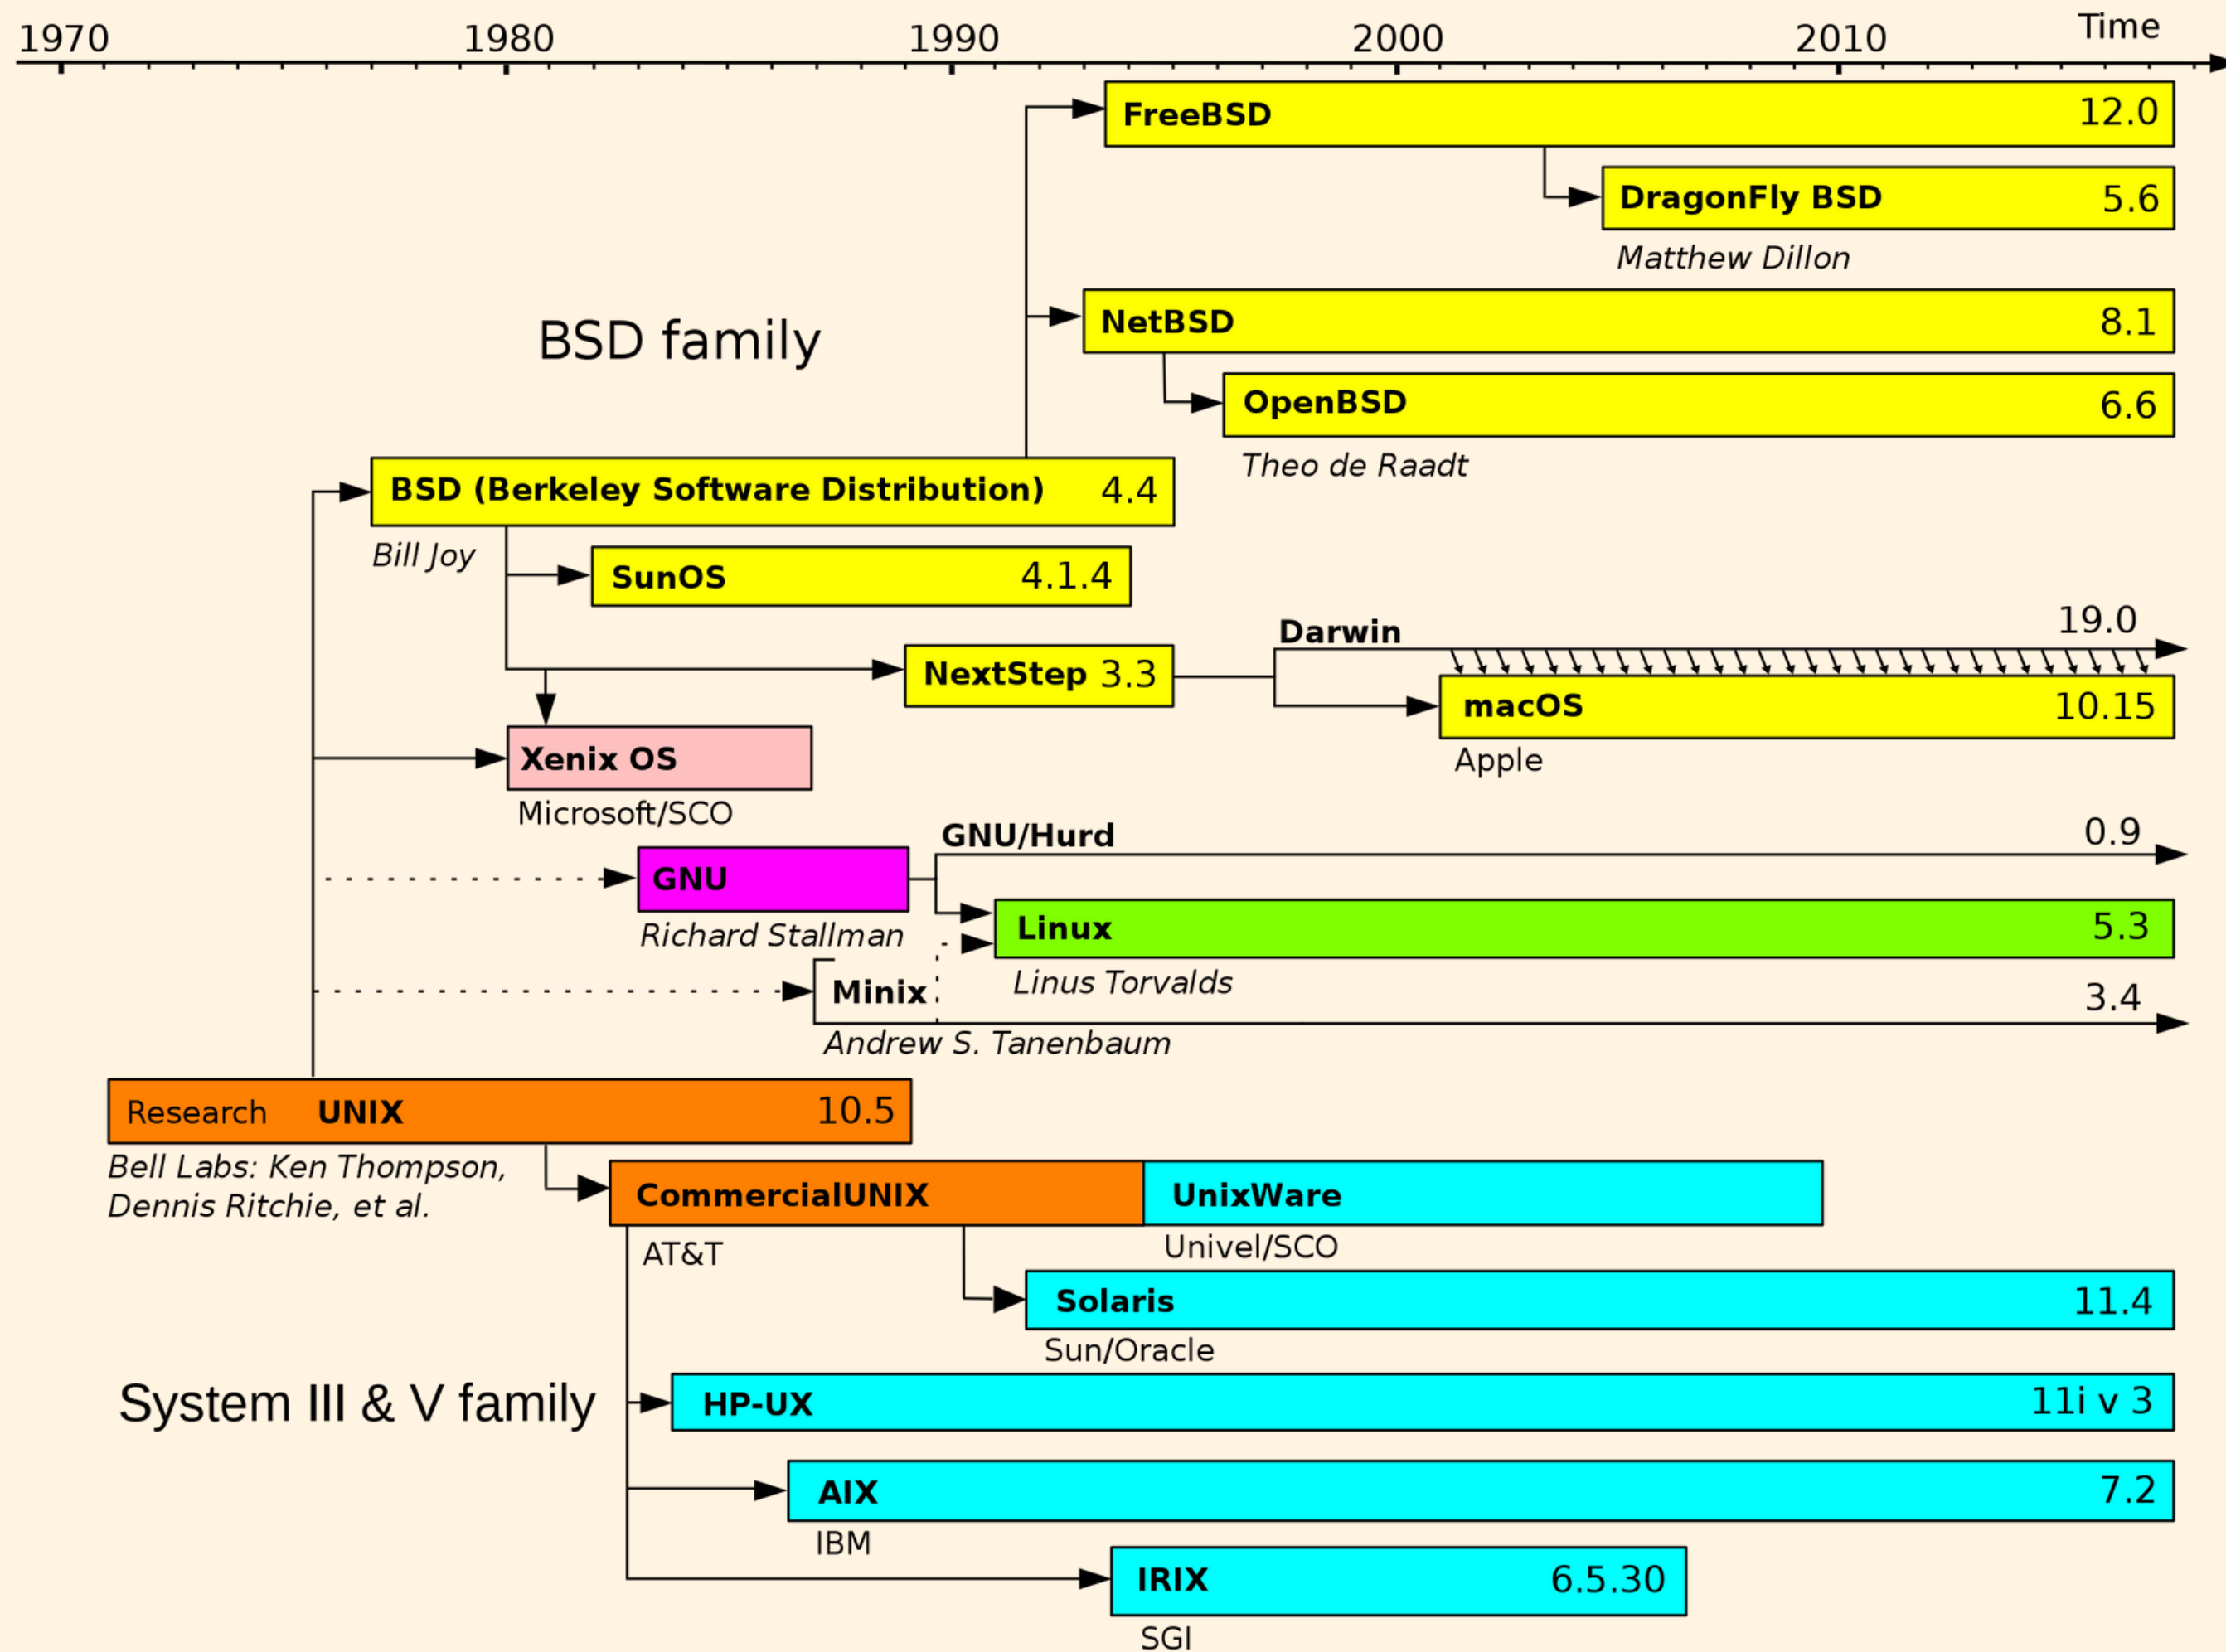 1970 1980 1990 2000 2010 Time
FreeBSD 12.0
DragonFly BSD 5.6
Matthew Dillon
BSD family
NetBSD 8.1
OpenBSD 6.6
Theo de Raadt
BSD (Berkeley Software Distribution) 4.4
Bill Joy
SunOS 4.1.4
Darwin 19.0
NextStep 3.3
macOS 10.15
Apple
Xenix OS
Microsoft/SCO
GNU/Hurd 0.9
GNU
Richard Stallman
Linux 5.3
Linus Torvalds
Minix 3.4
Andrew S. Tanenbaum
Research UNIX 10.5
Bell Labs: Ken Thompson,
Dennis Ritchie, et al.
CommercialUNIX UnixWare
AT&T
Univel/SCO
Solaris 11.4
Sun/Oracle
System III & V family
HP-UX 11i v 3
AIX 7.2
IBM
IRIX 6.5.30
SGI